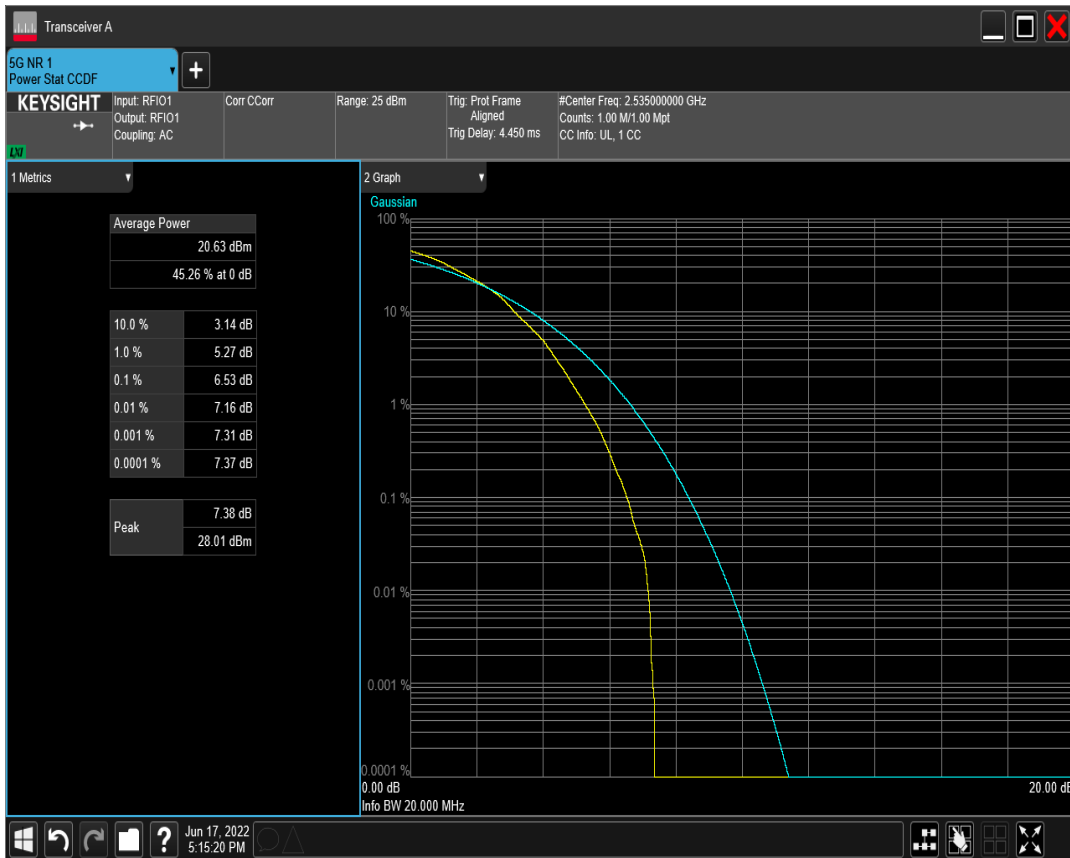 Transceiver A
5G NR 1
Power Stat CCDF
+
KEYSIGHT
LXI
Input: RFIO1
Output: RFIO1
Coupling: AC
Corr CCorr
Range: 25 dBm
Trig: Prot Frame
Aligned
Trig Delay: 4.450 ms
#Center Freq: 2.535000000 GHz
Counts: 1.00 M/1.00 Mpt
CC Info: UL, 1 CC
1 Metrics
Average Power
20.63 dBm
45.26 % at 0 dB
10.0 % 3.14 dB
1.0 % 5.27 dB
0.1 % 6.53 dB
0.01 % 7.16 dB
0.001 % 7.31 dB
0.0001 % 7.37 dB
Peak
7.38 dB
28.01 dBm
2 Graph
Gaussian
100 %
10 %
1 %
0.1 %
0.01 %
0.001 %
0.0001 %
0.00 dB 20.00 dB
Info BW 20.000 MHz
? Jun 17, 2022
5:15:20 PM